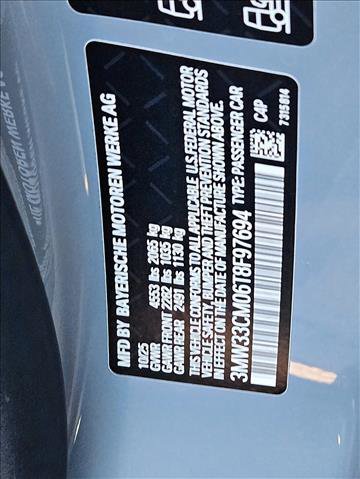 MFD BY BAYERISCHE MOTOREN WERKE AG
10/25
GVWR 4553 lbs 2065 kg
GAWR FRONT 2282 lbs 1035 kg
GAWR REAR 2491 lbs 1130 kg
THIS VEHICLE CONFORMS TO ALL APPLICABLE U.S. FEDERAL MOTOR
VEHICLE SAFETY, BUMPER AND THEFT PREVENTION STANDARDS
IN EFFECT ON THE DATE OF MANUFACTURE SHOWN ABOVE.
3MW33CM06T8F97694 TYPE: PASSENGER CAR
C4P
7395814